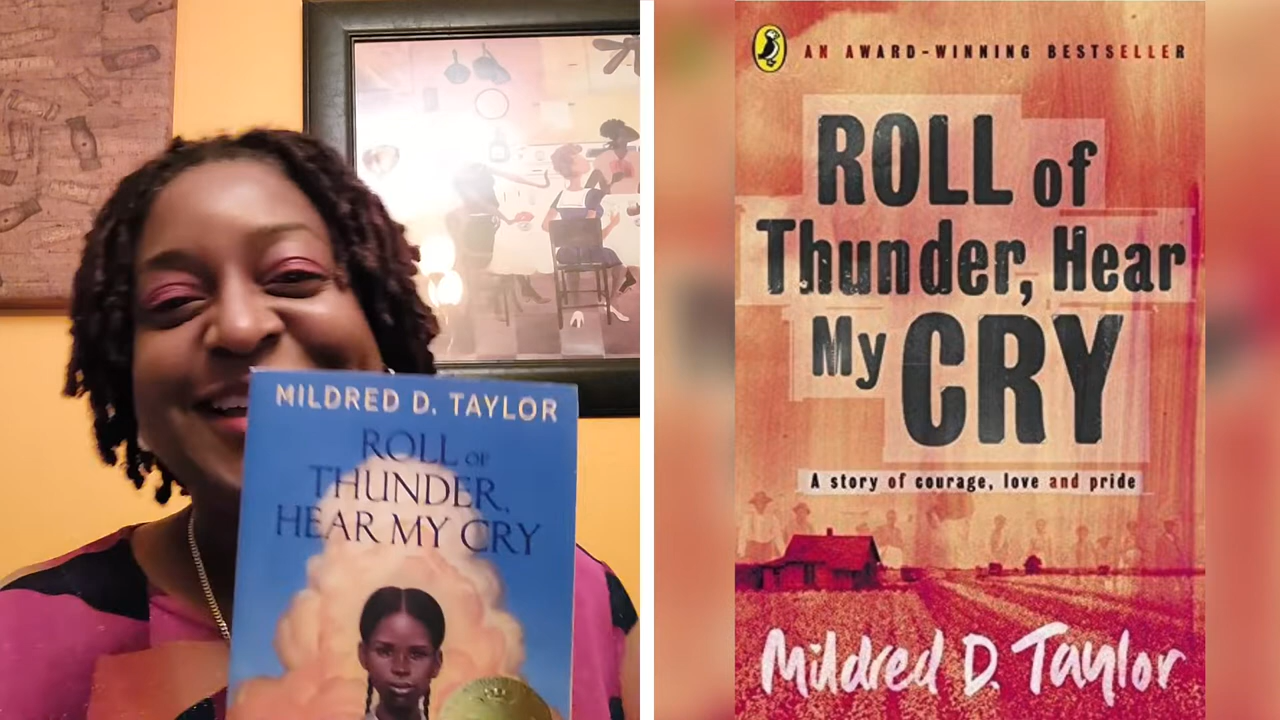 MILDRED D. TAYLOR
ROLL OF
THUNDER,
HEAR MY CRY
AN AWARD-WINNING BESTSELLER
ROLL of
Thunder, Hear
My CRY
A story of courage, love and pride
Mildred D. Taylor